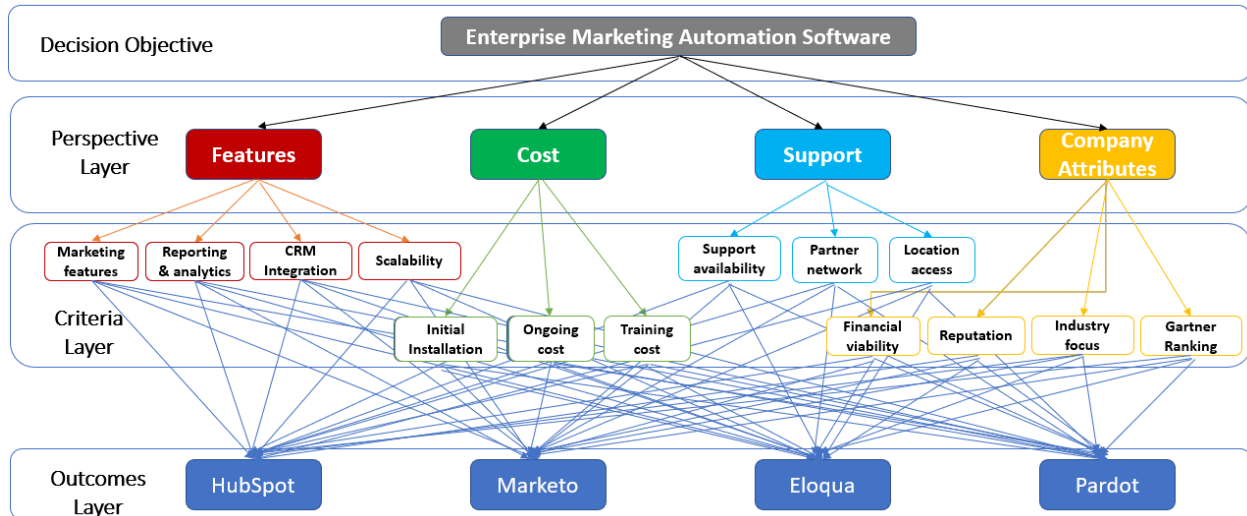 Decision Objective
Enterprise Marketing Automation Software
Perspective
Layer
Features
Cost
Support
Company
Attributes
Marketing
features
Reporting
& analytics
CRM
Integration
Scalability
Support
availability
Partner
network
Location
access
Criteria
Layer
Initial
Installation
Ongoing
cost
Training
cost
Financial
viability
Reputation
Industry
focus
Gartner
Ranking
Outcomes
Layer
HubSpot
Marketo
Eloqua
Pardot